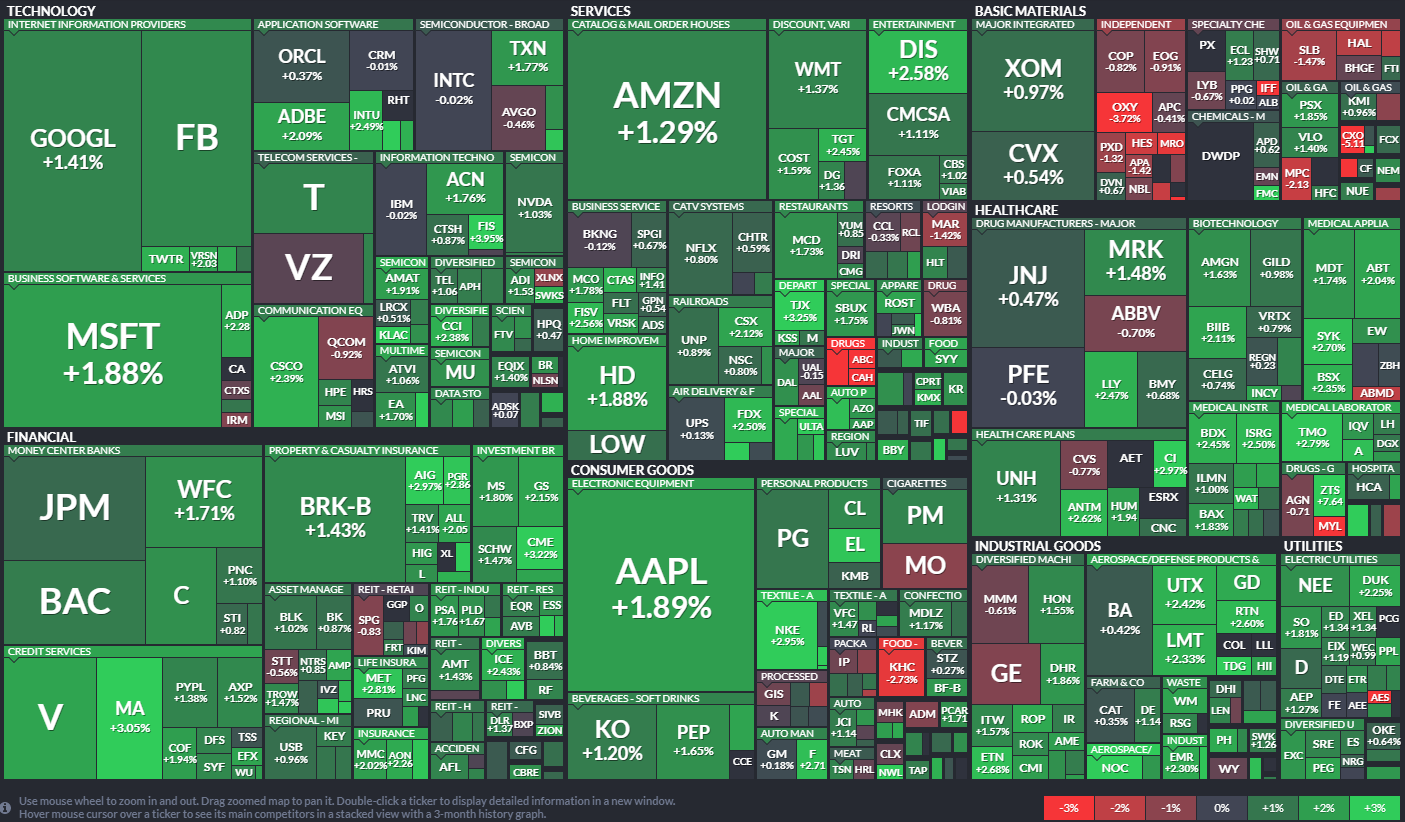 TECHNOLOGY
INTERNET INFORMATION PROVIDERS
GOOGL
+1.41%
FB
TWTR
VRSN
+2.03
APPLICATION SOFTWARE
ORCL
+0.37%
CRM
-0.01%
ADBE
+2.09%
INTU
+2.49%
RHT
SEMICONDUCTOR - BROAD
INTC
-0.02%
TXN
+1.77%
AVGO
-0.46%
TELECOM SERVICES -
T
VZ
INFORMATION TECHNO
IBM
-0.02%
ACN
+1.76%
CTSH
+0.87%
FIS
+3.95%
SEMICON
NVDA
+1.03%
BUSINESS SOFTWARE & SERVICES
MSFT
+1.88%
ADP
+2.28
CA
CTXS
IRM
COMMUNICATION EQ
CSCO
+2.39%
QCOM
-0.92%
HPE
HRS
MSI
SEMICON
AMAT
+1.91%
LRCX
+0.51%
KLAC
MULTIME
ATVI
+1.06%
EA
+1.70%
DIVERSIFIED
TEL
+1.06
APH
DIVERSIFIE
CCI
+2.38%
SEMICON
MU
DATA STO
SEMICON
ADI
+1.53
XLNX
SWKS
SCIEN
FTV
HPQ
+0.47
EQIX
+1.40%
BR
NLSN
ADSK
+0.07
FINANCIAL
MONEY CENTER BANKS
JPM
WFC
+1.71%
BAC
C
PNC
+1.10%
STI
+0.82
CREDIT SERVICES
V
MA
+3.05%
PYPL
+1.38%
AXP
+1.52%
COF
+1.94%
DFS
SYF
TSS
EFX
WU
PROPERTY & CASUALTY INSURANCE
BRK-B
+1.43%
AIG
+2.97%
PGR
+2.86
TRV
+1.41%
ALL
+2.05
HIG
XL
L
INVESTMENT BR
MS
+1.80%
GS
+2.15%
SCHW
+1.47%
CME
+3.22%
ASSET MANAGE
BLK
+1.02%
BK
+0.87%
STT
-0.56%
NTRS
+0.83
AMP
TROW
+1.47%
IVZ
REGIONAL - MI
USB
+0.96%
KEY
REIT - RETAI
SPG
-0.83
GGP
O
FRT
KIM
LIFE INSURA
MET
+2.81%
PFG
LNC
PRU
INSURANCE
MMC
+2.02%
AON
+2.26
REIT - INDU
PSA
+1.76
PLD
+1.67
REIT - RES
EQR
ESS
AVB
REIT -
AMT
+1.43%
DIVERS
ICE
+2.43%
BBT
+0.84%
RF
REIT - H
REIT -
DLR
+1.37
BXP
SIVB
ZION
ACCIDEN
AFL
CFG
CBRE
SERVICES
CATALOG & MAIL ORDER HOUSES
AMZN
+1.29%
DISCOUNT, VARI
WMT
+1.37%
COST
+1.59%
TGT
+2.45%
DG
+1.36
ENTERTAINMENT
DIS
+2.58%
CMCSA
+1.11%
FOXA
+1.11%
CBS
+1.02
VIAB
BUSINESS SERVICE
BKNG
-0.12%
SPGI
+0.67%
MCO
+1.78%
CTAS
INFO
+1.41
FISV
+2.56%
FLT
GPN
+0.54
VRSK
ADS
CATV SYSTEMS
NFLX
+0.80%
CHTR
+0.59%
RESTAURANTS
MCD
+1.73%
YUM
+0.85
DRI
CMG
RESORTS
CCL
-0.33%
RCL
LODGIN
MAR
-1.42%
HLT
HOME IMPROVEM
HD
+1.88%
LOW
RAILROADS
UNP
+0.89%
CSX
+2.12%
NSC
+0.80%
AIR DELIVERY & F
UPS
+0.13%
FDX
+2.50%
DEPART
TJX
+3.25%
KSS
M
SPECIAL
SBUX
+1.75%
APPARE
ROST
JWN
DRUG
WBA
-0.81%
MAJOR
DAL
UAL
-0.15
AAL
DRUGS
ABC
CAH
INDUST
FOOD
SYY
SPECIAL
ULTA
AUTO P
AZO
AAP
CPRT
KMX
KR
REGION
LUV
TIF
BBY
CONSUMER GOODS
ELECTRONIC EQUIPMENT
AAPL
+1.89%
PERSONAL PRODUCTS
PG
CL
EL
KMB
CIGARETTES
PM
MO
TEXTILE - A
NKE
+2.95%
TEXTILE - A
VFC
+1.47
RL
CONFECTIO
MDLZ
+1.17%
PACKA
IP
FOOD -
KHC
-2.73%
BEVER
STZ
+0.27%
BF-B
BEVERAGES - SOFT DRINKS
KO
+1.20%
PEP
+1.65%
CCE
PROCESSED
GIS
K
AUTO
JCI
+1.14
MHK
ADM
PCAR
+1.71
AUTO MAN
GM
+0.18%
F
+2.71
MEAT
TSN
HRL
CLX
NWL
TAP
BASIC MATERIALS
MAJOR INTEGRATED
XOM
+0.97%
CVX
+0.54%
INDEPENDENT
COP
-0.82%
EOG
-0.91%
OXY
-3.72%
APC
-0.41%
PXD
-1.32
HES
MRO
APA
-1.42
DVN
+0.67
NBL
SPECIALTY CHE
PX
ECL
+1.23
SHW
+0.71
LYB
-0.67%
PPG
+0.02
IFF
ALB
CHEMICALS - M
DWDP
APD
+0.62
EMN
FMC
OIL & GAS EQUIPMEN
SLB
-1.47%
HAL
BHGE
FTI
OIL & GA
PSX
+1.85%
VLO
+1.40%
MPC
-2.13
HFC
OIL & GAS
KMI
+0.96%
CXO
-5.11
FCX
CF
NEM
NUE
HEALTHCARE
DRUG MANUFACTURERS - MAJOR
JNJ
+0.47%
MRK
+1.48%
ABBV
-0.70%
PFE
-0.03%
LLY
+2.47%
BMY
+0.68%
BIOTECHNOLOGY
AMGN
+1.63%
GILD
+0.98%
BIIB
+2.11%
VRTX
+0.79%
CELG
+0.74%
REGN
+0.23
INCY
MEDICAL APPLIA
MDT
+1.74%
ABT
+2.04%
SYK
+2.70%
EW
BSX
+2.35%
ZBH
ABMD
HEALTH CARE PLANS
UNH
+1.31%
CVS
-0.77%
AET
CI
+2.97%
ANTM
+2.62%
HUM
+1.94
ESRX
CNC
MEDICAL INSTR
BDX
+2.45%
ISRG
+2.50%
ILMN
+1.00%
WAT
BAX
+1.83%
MEDICAL LABORATOR
TMO
+2.79%
IQV
LH
A
DGX
DRUGS - G
AGN
-0.71
ZTS
+7.64
MYL
HOSPITA
HCA
INDUSTRIAL GOODS
DIVERSIFIED MACHI
MMM
-0.61%
HON
+1.55%
GE
DHR
+1.86%
ITW
+1.57%
ROP
IR
ETN
+2.68%
ROK
AME
CMI
AEROSPACE/DEFENSE PRODUCTS &
BA
+0.42%
UTX
+2.42%
GD
LMT
+2.33%
RTN
+2.60%
COL
LLL
TDG
HII
FARM & CO
CAT
+0.35%
DE
+1.14
WASTE
WM
RSG
DHI
LEN
AEROSPACE/
NOC
INDUST
EMR
+2.30%
PH
SWK
+1.26
WY
UTILITIES
ELECTRIC UTILITIES
NEE
DUK
+2.25%
SO
+1.81%
ED
+1.34
XEL
+1.34
PCG
D
EIX
+1.19
WEC
+0.99
PPL
DTE
ETR
AEP
+1.27%
FE
AEE
AES
DIVERSIFIED U
EXC
SRE
ES
OKE
+0.64%
PEG
NRG
Use mouse wheel to zoom in and out. Drag zoomed map to pan it. Double-click a ticker to display detailed information in a new window.
Hover mouse cursor over a ticker to see its main competitors in a stacked view with a 3-month history graph.
-3%
-2%
-1%
0%
+1%
+2%
+3%